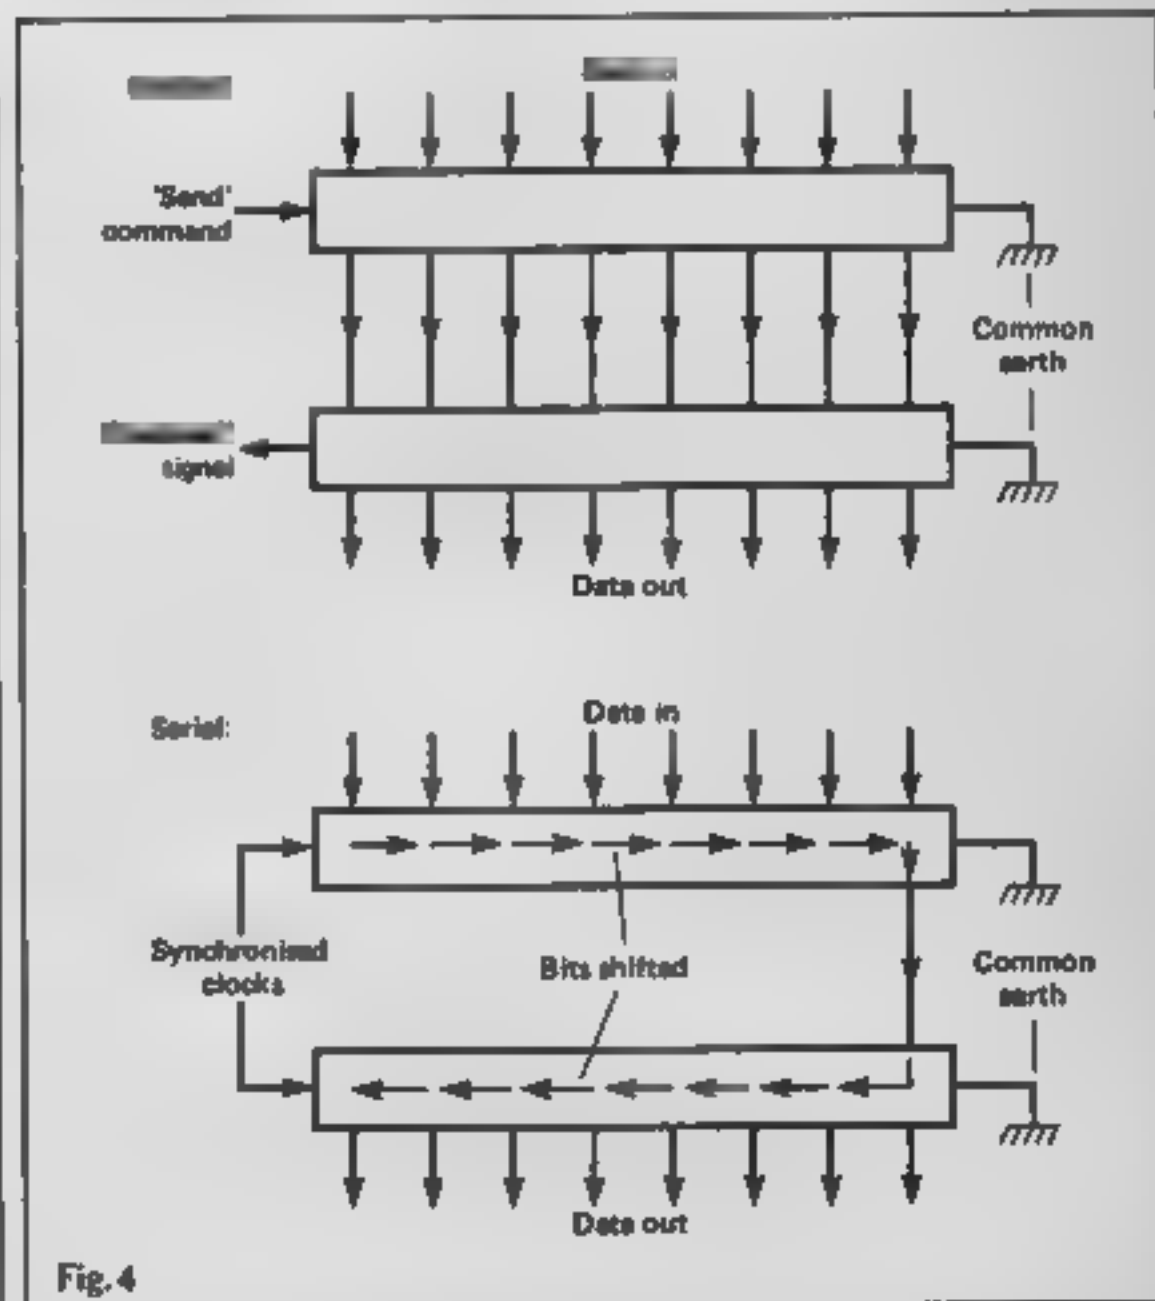 'Send'
command
Common
earth
signal
Data out
Serial:
Data in
Synchronised
clocks
Bits shifted
Common
earth
Data out
Fig. 4